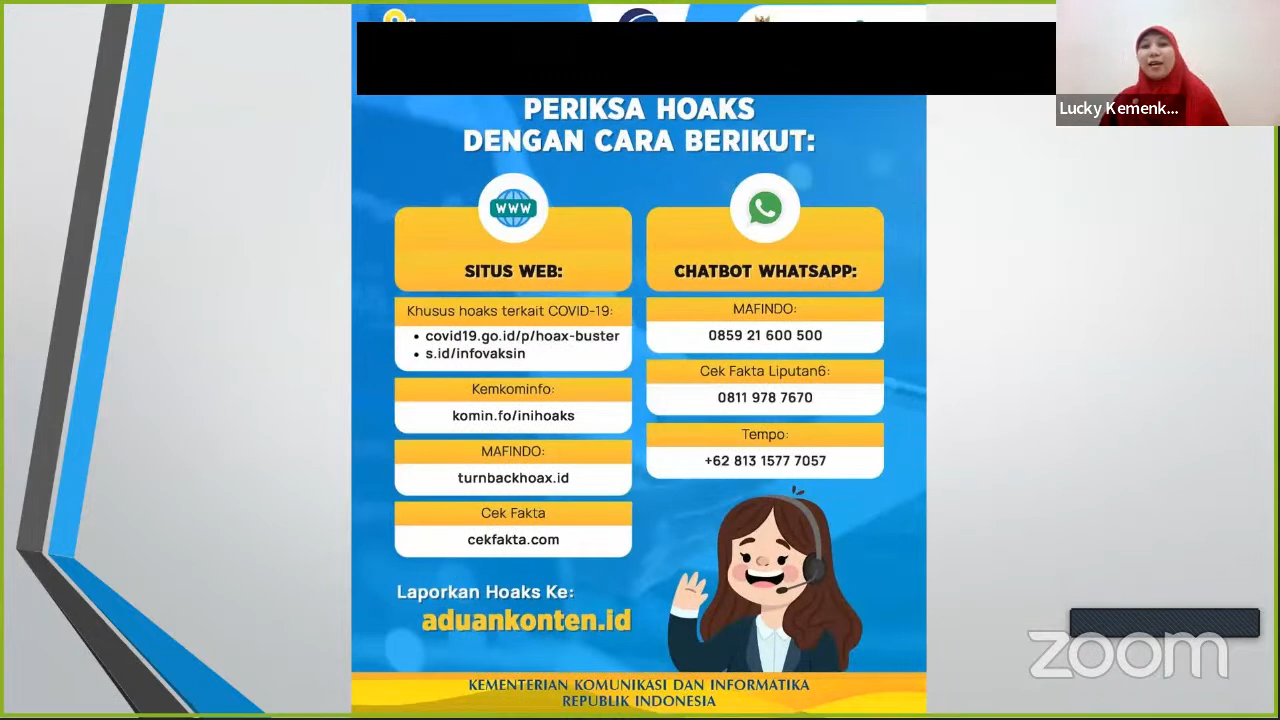 PERIKSA HOAKS
DENGAN CARA BERIKUT:
WWW
SITUS WEB:
Khusus hoaks terkait COVID-19:
• covid19.go.id/p/hoax-buster
• s.id/infovaksin
Kemkominfo:
komin.fo/inihoaks
MAFINDO:
turnbackhoax.id
Cek Fakta
cekfakta.com
CHATBOT WHATSAPP:
MAFINDO:
0859 21 600 500
Cek Fakta Liputan6:
0811 978 7670
Tempo:
+62 813 1577 7057
Laporkan Hoaks Ke:
aduankonten.id
KEMENTERIAN KOMUNIKASI DAN INFORMATIKA
REPUBLIK INDONESIA
Lucky Kemenk...
zoom